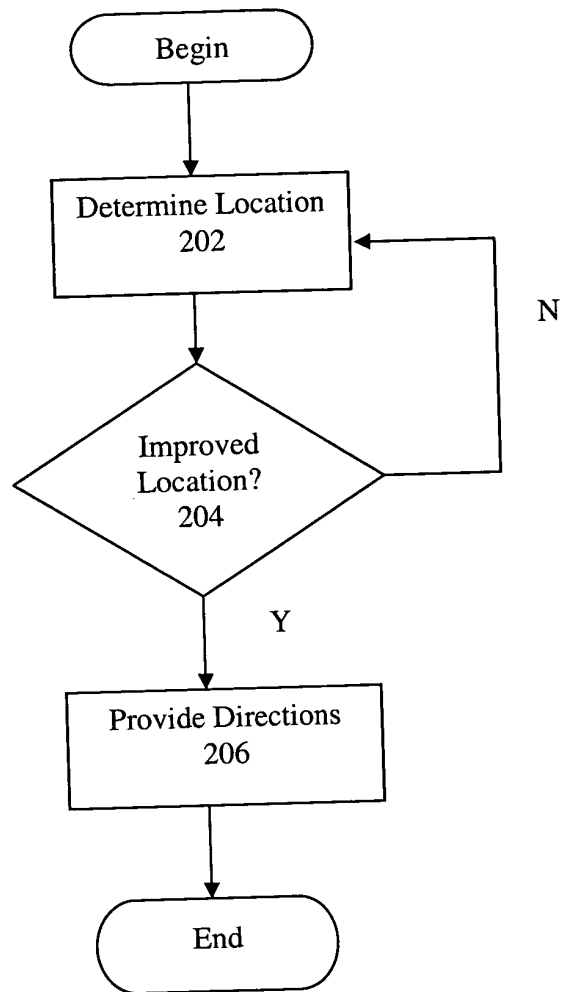 Begin
Determine Location
202
N
Improved
Location?
204
Y
Provide Directions
206
End